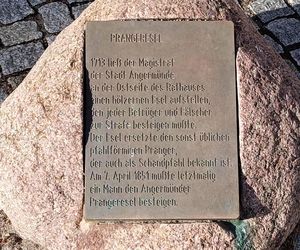 PRANGERESEL
1713 ließ der Magistrat
der Stadt Angermünde
an der Ostseite des Rathauses
einen hölzernen Esel aufstellen,
den jeder Betrüger und Fälscher
zur Strafe besteigen mußte.
Der Esel ersetzte den sonst üblichen
pfahlförmigen Pranger,
der auch als Schandpfahl bekannt ist.
Am 7. April 1851 mußte letztmalig
ein Mann den Angermünder
Prangeresel besteigen.